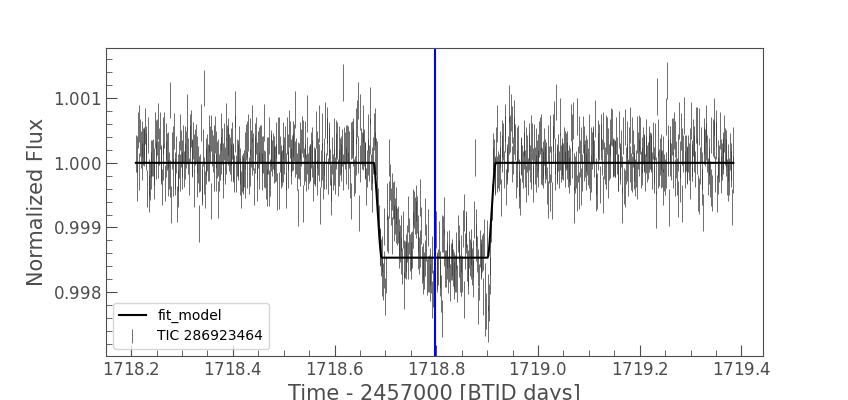 Normalized Flux
1.001
1.000
0.999
0.998
fit_model
TIC 286923464
1718.2 1718.4 1718.6 1718.8 1719.0 1719.2 1719.4
Time - 2457000 [BTJD days]